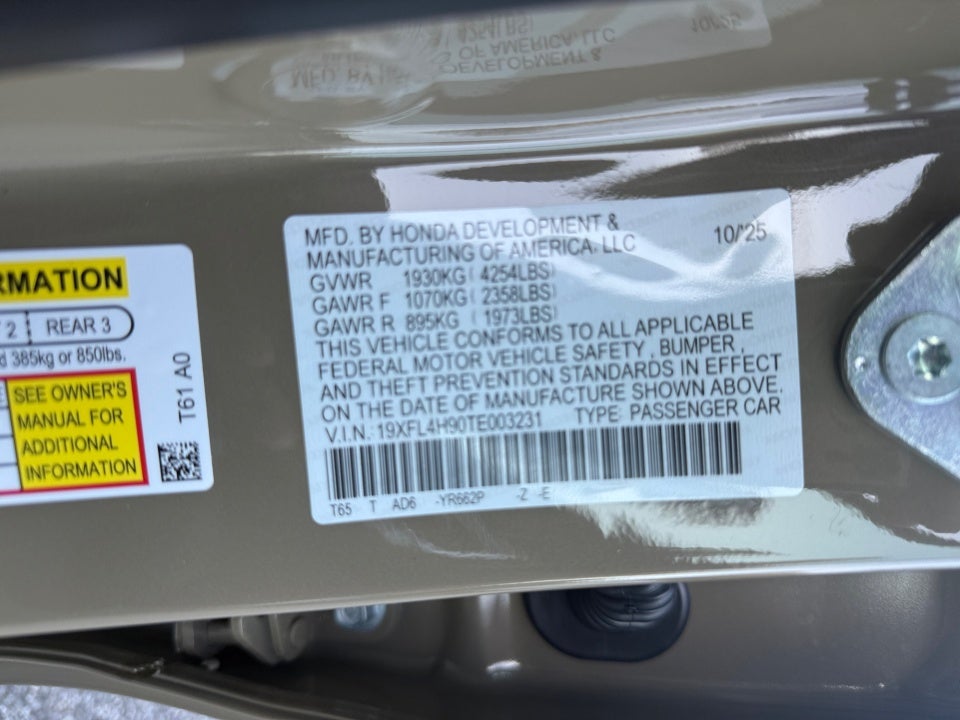 RMATION
2 REAR 3
d 385kg or 850lbs.
SEE OWNER'S
MANUAL FOR
ADDITIONAL
INFORMATION
T61 A0
MFD. BY HONDA DEVELOPMENT &
MANUFACTURING OF AMERICA, LLC 10/25
GVWR 1930KG ( 4254LBS)
GAWR F 1070KG ( 2358LBS)
GAWR R 895KG ( 1973LBS)
THIS VEHICLE CONFORMS TO ALL APPLICABLE
FEDERAL MOTOR VEHICLE SAFETY , BUMPER ,
AND THEFT PREVENTION STANDARDS IN EFFECT
ON THE DATE OF MANUFACTURE SHOWN ABOVE.
V.I.N.: 19XFL4H90TE003231 TYPE: PASSENGER CAR
T65 T AD6 -YR662P -Z -E